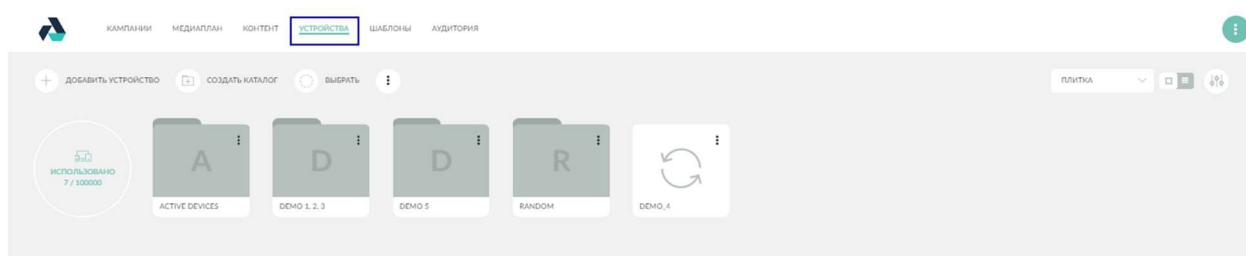 КАМПАНИИ МЕДИАПЛАН КОНТЕНТ УСТРОЙСТВА ШАБЛОНЫ АУДИТОРИЯ
ДОБАВИТЬ УСТРОЙСТВО СОЗДАТЬ КАТАЛОГ ВЫБРАТЬ ПЛИТКА
ИСПОЛЬЗОВАНО
7 / 100000
A D D R
ACTIVE DEVICES DEMO 1, 2, 3 DEMO 5 RANDOM DEMO_4